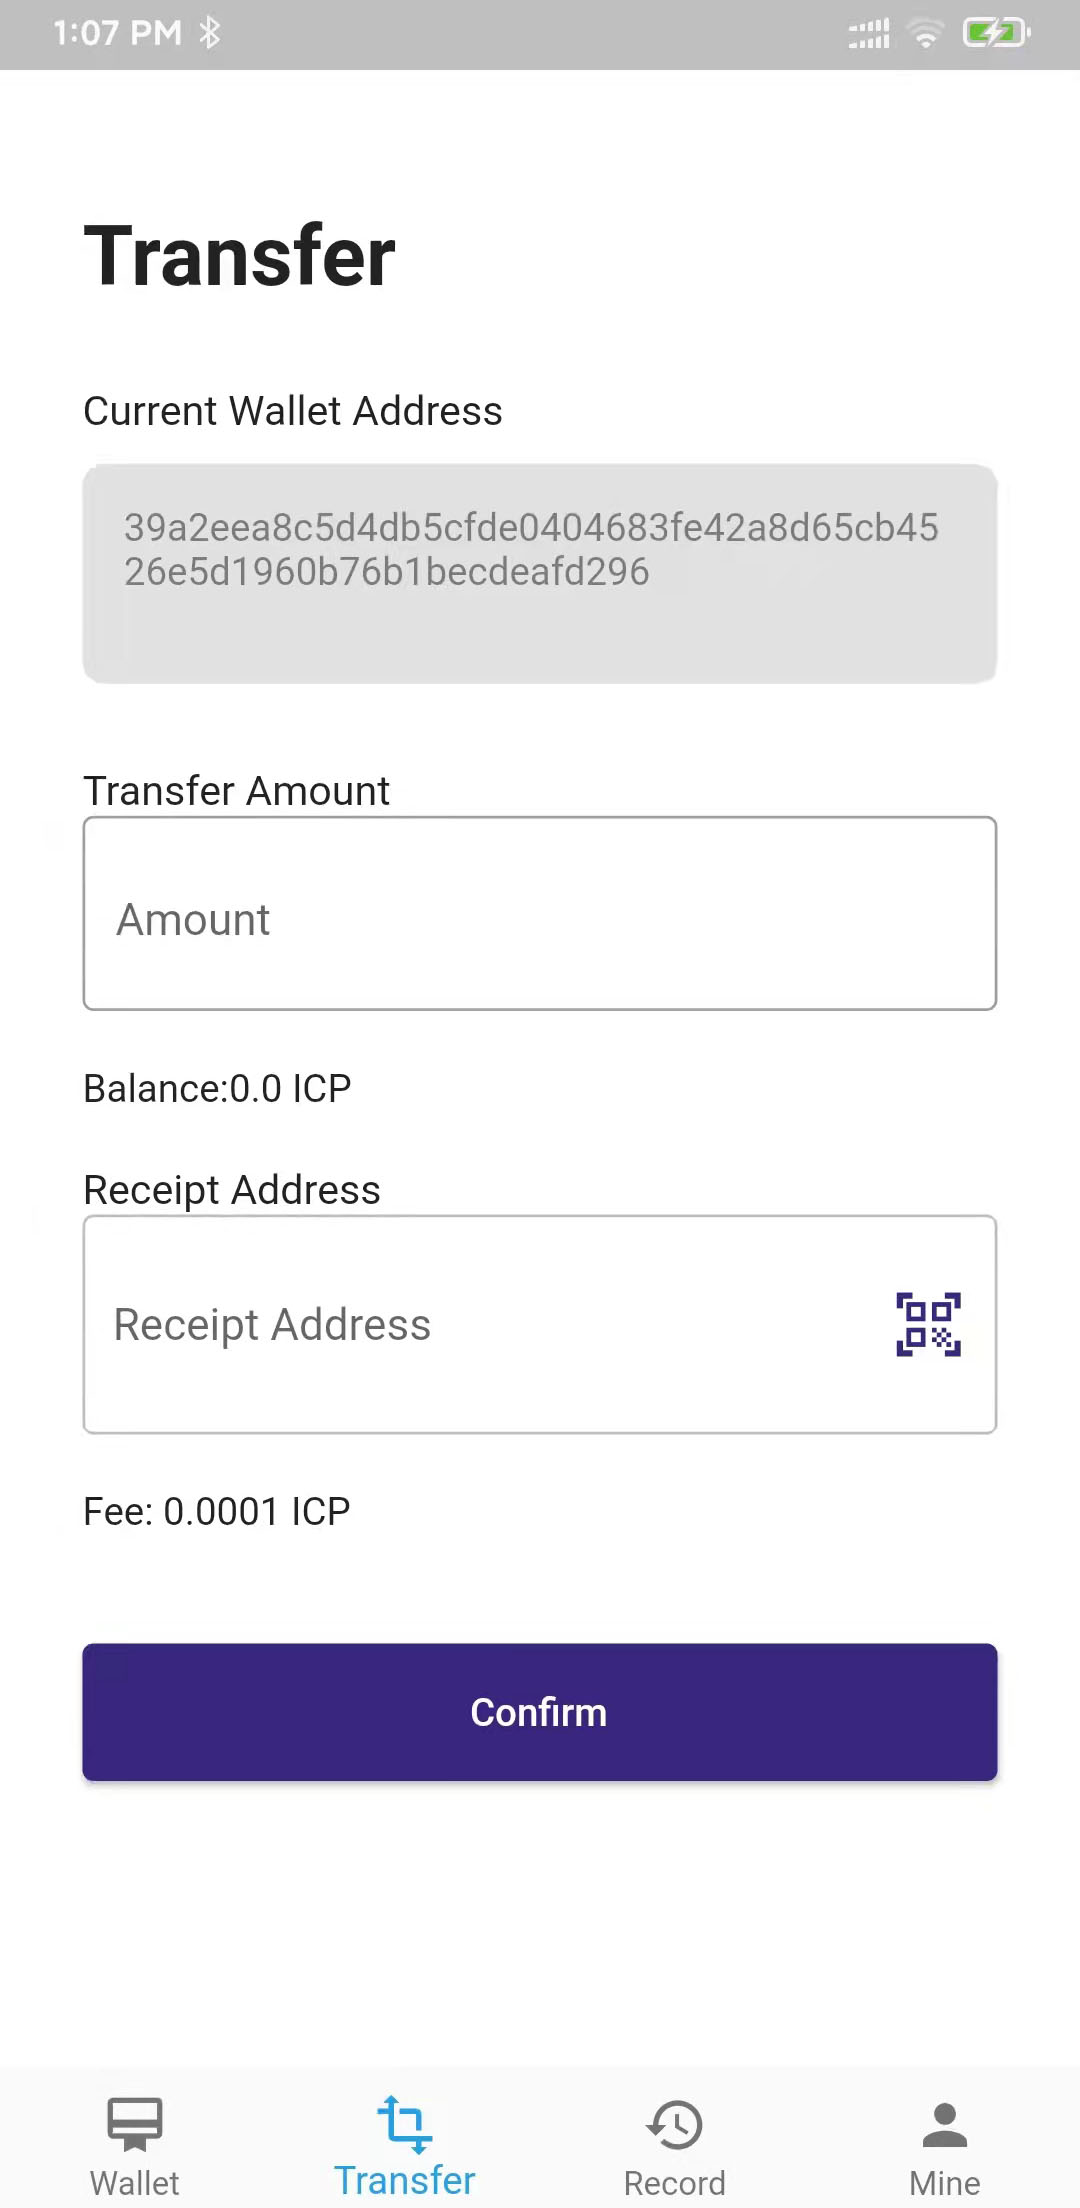 1:07 PM
Transfer
Current Wallet Address
39a2eea8c5d4db5cfde0404683fe42a8d65cb45
26e5d1960b76b1becdeafd296
Transfer Amount
Amount
Balance:0.0 ICP
Receipt Address
Receipt Address
Fee: 0.0001 ICP
Confirm
Wallet
Transfer
Record
Mine